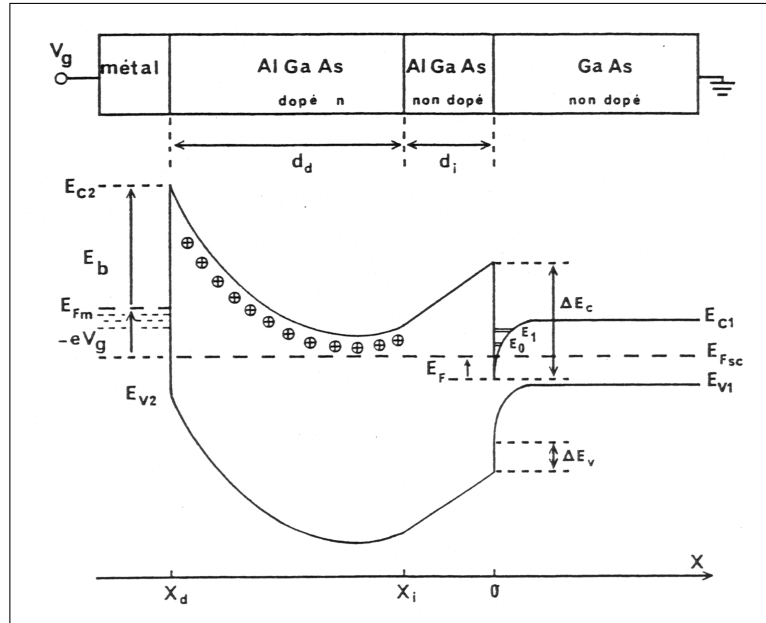 Vg
métal
Al Ga As
dopé n
Al Ga As
non dopé
Ga As
non dopé
dd
di
EC2
Eb
EFm
-eVg
EV2
ΔEc
E1
E0
EF
EC1
EFsc
EV1
ΔEv
X
Xd
Xi
0